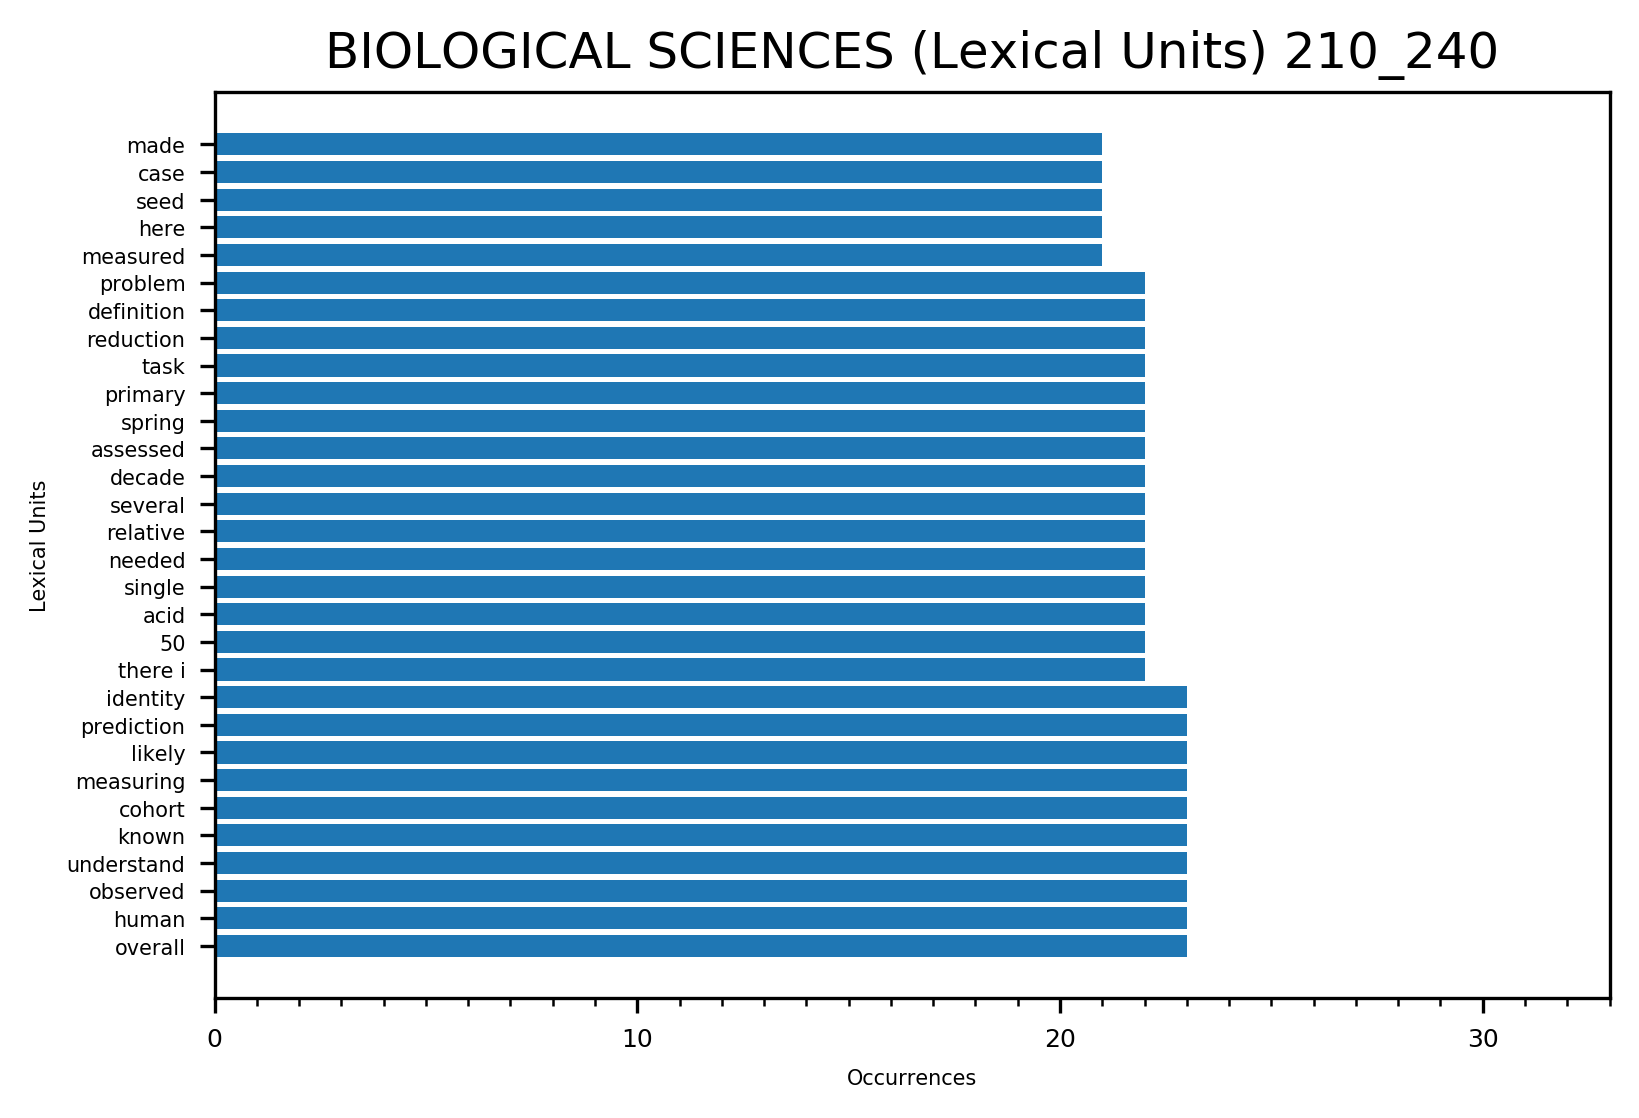 BIOLOGICAL SCIENCES (Lexical Units) 210_240
made
case
seed
here
measured
problem
definition
reduction
task
primary
spring
assessed
decade
several
relative
needed
single
acid
50
there i
identity
prediction
likely
measuring
cohort
known
understand
observed
human
overall
Lexical Units
0 10 20 30
Occurrences